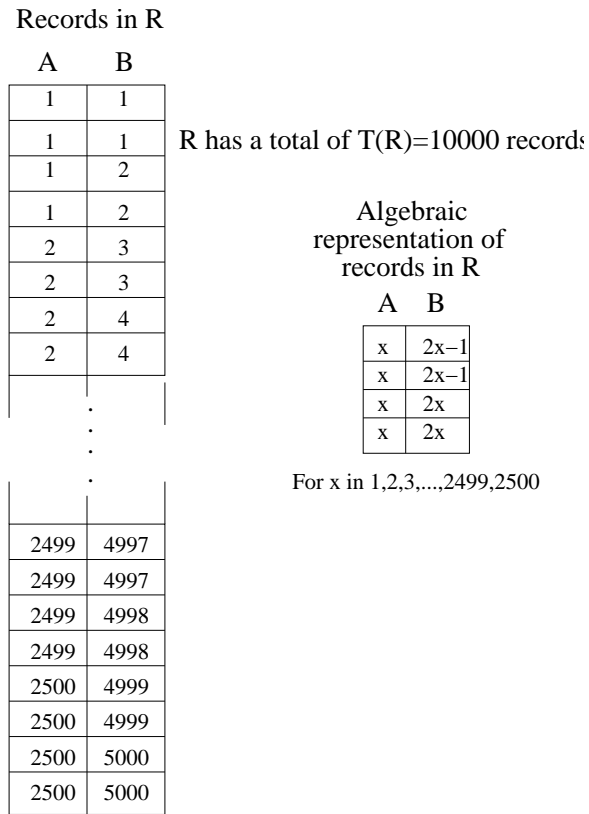 Records in R
A B
1 1
1 1
1 2
1 2
2 3
2 3
2 4
2 4
.
.
.
.
2499 4997
2499 4997
2499 4998
2499 4998
2500 4999
2500 4999
2500 5000
2500 5000
R has a total of T(R)=10000 records
Algebraic
representation of
records in R
A B
x 2x−1
x 2x−1
x 2x
x 2x
For x in 1,2,3,...,2499,2500